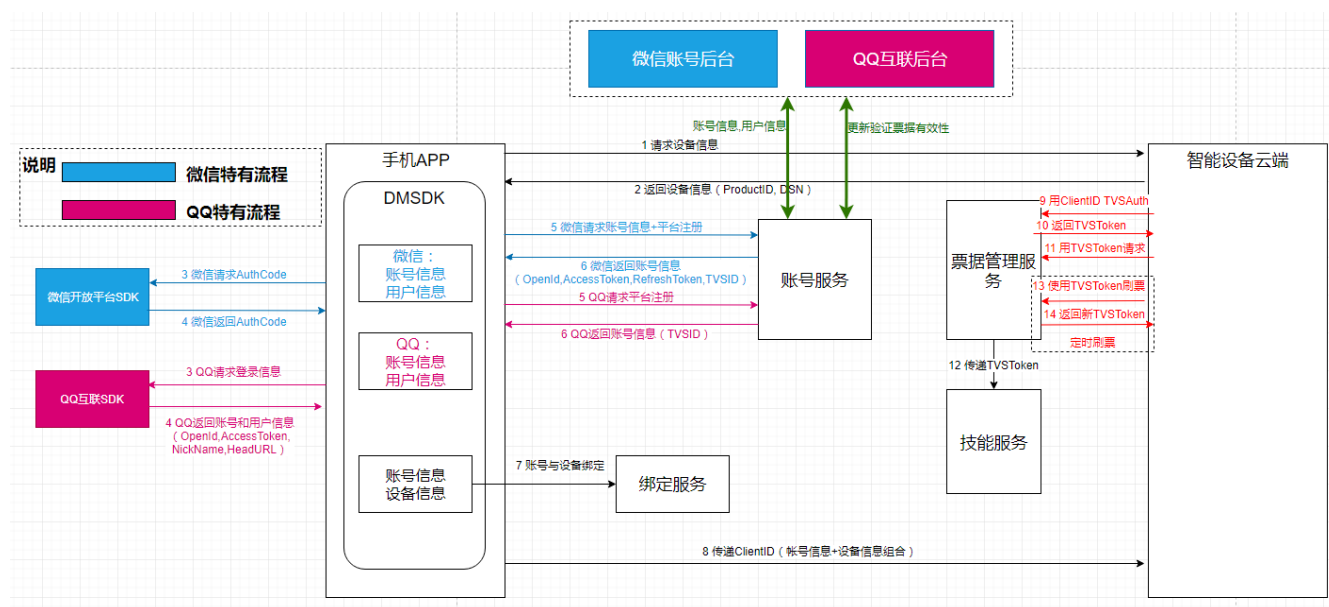 微信账号后台
QQ互联后台
账号信息,用户信息
更新验证票据有效性
说明
微信特有流程
QQ特有流程
手机APP
DMSDK
微信：
账号信息
用户信息
QQ：
账号信息
用户信息
账号信息
设备信息
微信开放平台SDK
QQ互联SDK
3 微信请求AuthCode
4 微信返回AuthCode
3 QQ请求登录信息
4 QQ返回账号和用户信息
（OpenId,AccessToken,
NickName,HeadURL）
1 请求设备信息
2 返回设备信息（ProductID, DSN）
5 微信请求账号信息+平台注册
6 微信返回账号信息
（OpenId,AccessToken,RefreshToken,TVSID）
5 QQ请求平台注册
6 QQ返回账号信息（TVSID）
账号服务
7 账号与设备绑定
绑定服务
8 传递ClientID（帐号信息+设备信息组合）
智能设备云端
票据管理服
务
9 用ClientID TVSAuth
10 返回TVSToken
11 用TVSToken请求
13 使用TVSToken刷票
14 返回新TVSToken
定时刷票
12 传递TVSToken
技能服务